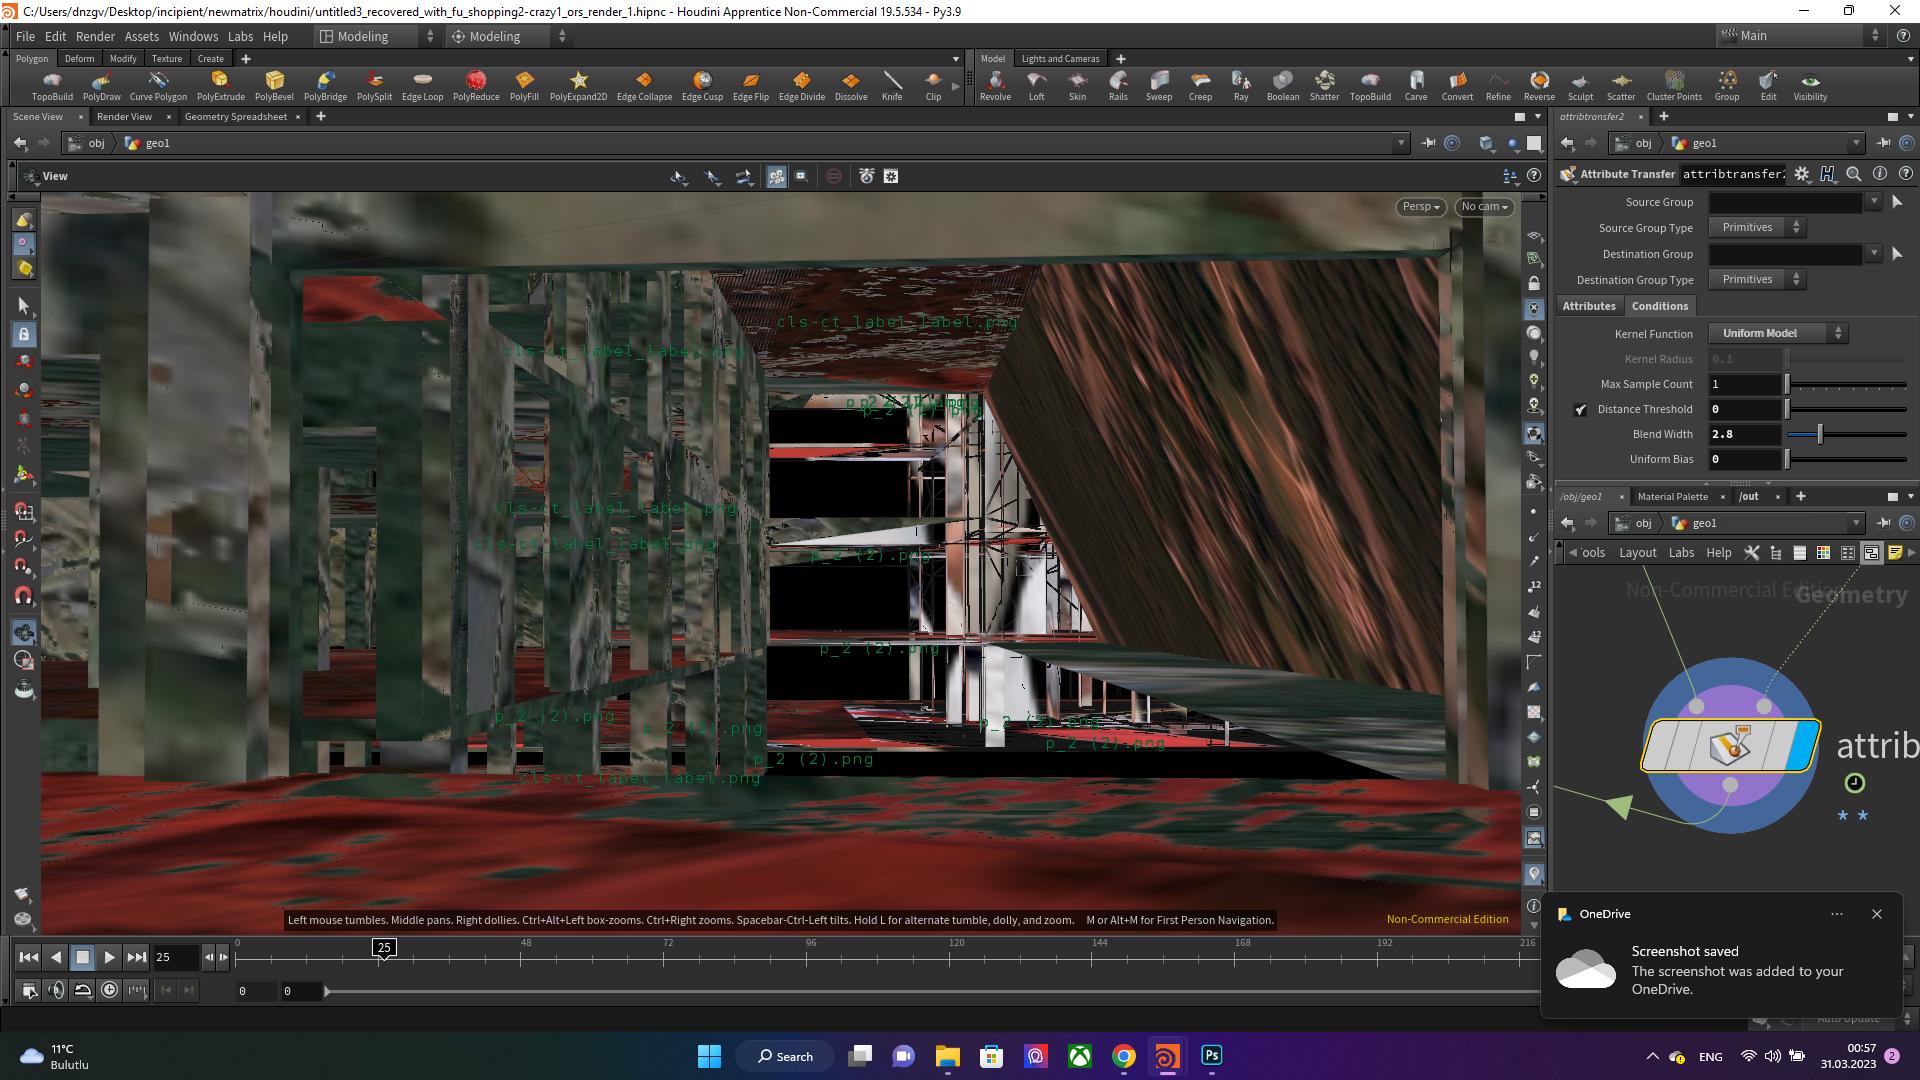 C:/Users/dnzgv/Desktop/incipient/newmatrix/houdini/untitled3_recovered_with_fu_shopping2-crazy1_ors_render_1.hipnc - Houdini Apprentice Non-Commercial 19.5.534 - Py3.9
File Edit Render Assets Windows Labs Help Modeling Modeling Main
Polygon Deform Modify Texture Create
Model Lights and Cameras
TopoBuild PolyDraw Curve Polygon PolyExtrude PolyBevel PolyBridge PolySplit Edge Loop PolyReduce PolyFill PolyExpand2D Edge Collapse Edge Cusp Edge Flip Edge Divide Dissolve Knife Clip
Revolve Loft Skin Rails Sweep Creep Ray Boolean Shatter TopoBuild Carve Convert Refine Reverse Sculpt Scatter Cluster Points Group Edit Visibility
Scene View Render View Geometry Spreadsheet
attribtransfer2
obj geo1
obj geo1
View
Attribute Transfer attribtransfer2
Persp No cam
Source Group
Source Group Type Primitives
Destination Group
Destination Group Type Primitives
Attributes Conditions
Kernel Function Uniform Model
Kernel Radius 0.1
Max Sample Count 1
Distance Threshold 0
Blend Width 2.8
Uniform Bias 0
/obj/geo1 Material Palette /out
obj geo1
ools Layout Labs Help
Non-Commercial Edition
Geometry
attrib
cls-ct_label_label.png
cls-ct_label_label.png
cls-ct_label_label.png
cls-ct_label_label.png
p_2 (2).png
p_2 (2).png
p_2 (2).png
p_2 (2).png
p_2 (2).png
p_2 (2).png
p_2 (2).png
p_2 (2).png
cls-ct_label_label.png
Left mouse tumbles. Middle pans. Right dollies. Ctrl+Alt+Left box-zooms. Ctrl+Right zooms. Spacebar-Ctrl-Left tilts. Hold L for alternate tumble, dolly, and zoom. M or Alt+M for First Person Navigation.
Non-Commercial Edition
25
0 25 48 72 96 120 144 168 192 216
0 0
OneDrive
Screenshot saved
The screenshot was added to your
OneDrive.
Auto Update
11°C
Bulutlu
Search
Ps
ENG
00:57
31.03.2023
2